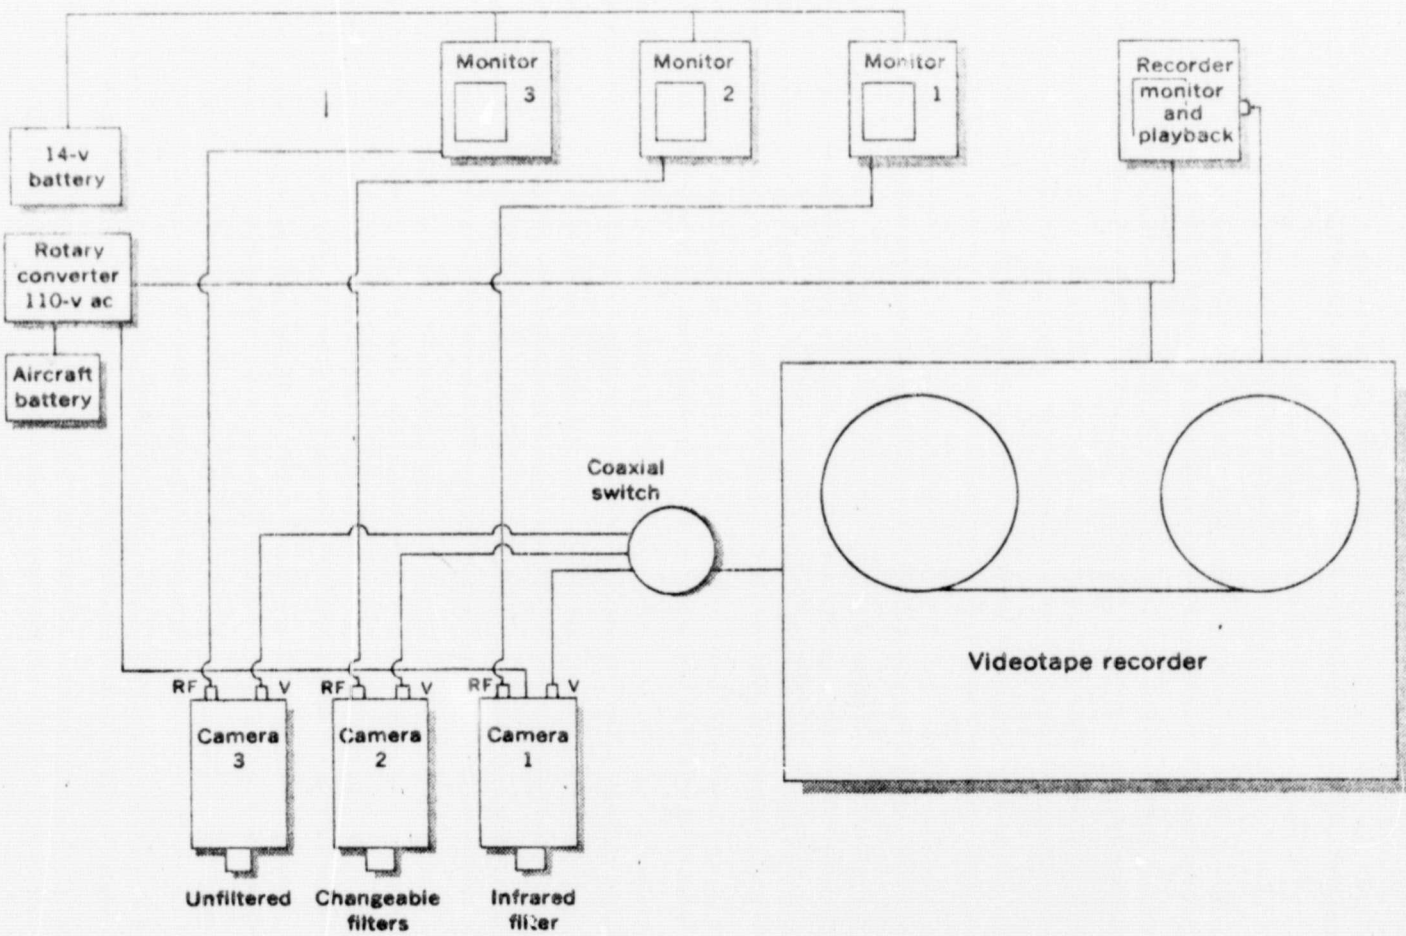 Monitor
3
Monitor
2
Monitor
1
Recorder
monitor
and
playback
14-v
battery
Rotary
converter
110-v ac
Aircraft
battery
Coaxial
switch
Videotape recorder
RF
V
RF
V
RF
V
Camera
3
Camera
2
Camera
1
Unfiltered
Changeable
filters
Infrared
filter